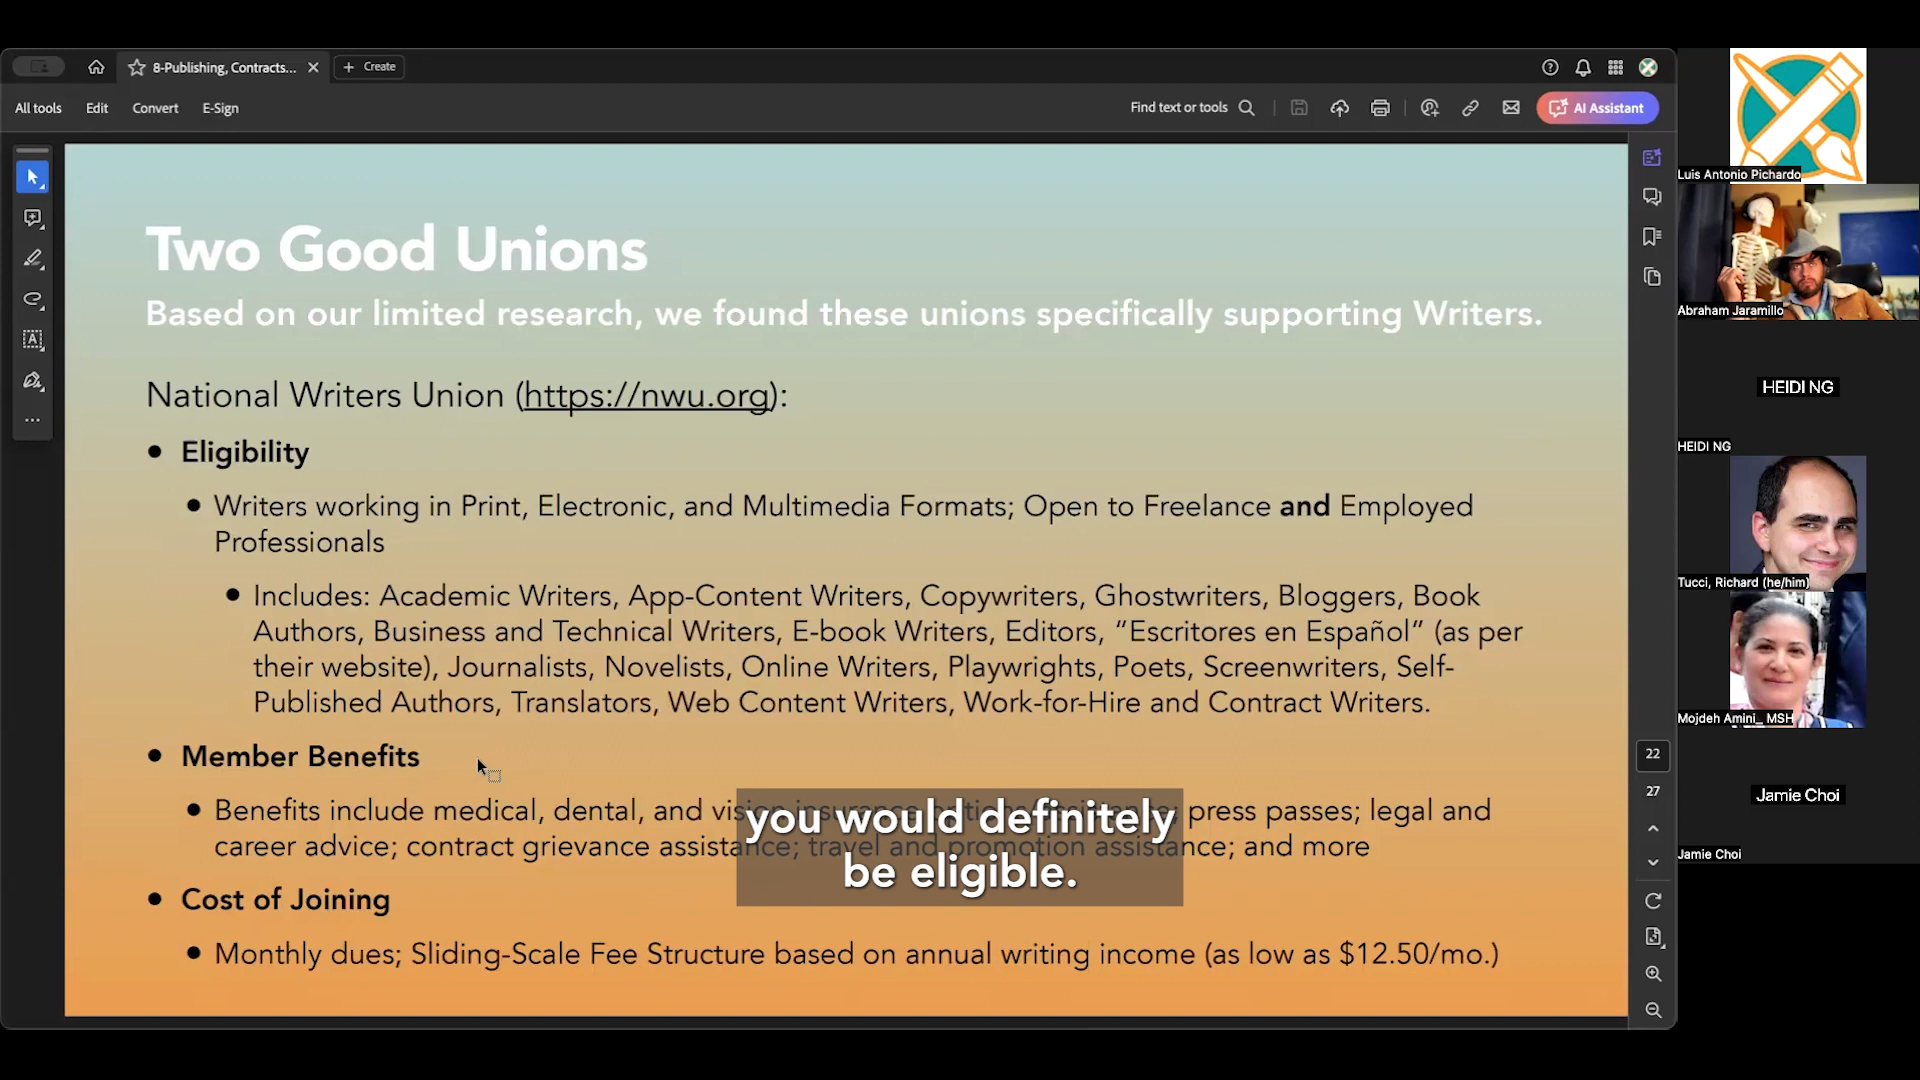 8-Publishing, Contracts...
Create
All tools
Edit
Convert
E-Sign
Find text or tools
AI Assistant
Two Good Unions
Based on our limited research, we found these unions specifically supporting Writers.
National Writers Union (https://nwu.org):
• Eligibility
• Writers working in Print, Electronic, and Multimedia Formats; Open to Freelance and Employed
Professionals
• Includes: Academic Writers, App-Content Writers, Copywriters, Ghostwriters, Bloggers, Book
Authors, Business and Technical Writers, E-book Writers, Editors, “Escritores en Español” (as per
their website), Journalists, Novelists, Online Writers, Playwrights, Poets, Screenwriters, Self-
Published Authors, Translators, Web Content Writers, Work-for-Hire and Contract Writers.
• Member Benefits
• Benefits include medical, dental, and vision insurance press passes; legal and
career advice; contract grievance assistance; travel and promotion assistance; and more
you would definitely
be eligible.
• Cost of Joining
• Monthly dues; Sliding-Scale Fee Structure based on annual writing income (as low as $12.50/mo.)
22
27
Luis Antonio Pichardo
Abraham Jaramillo
HEIDI NG
HEIDI NG
Tucci, Richard (he/him)
Mojdeh Amini_ MSH
Jamie Choi
Jamie Choi